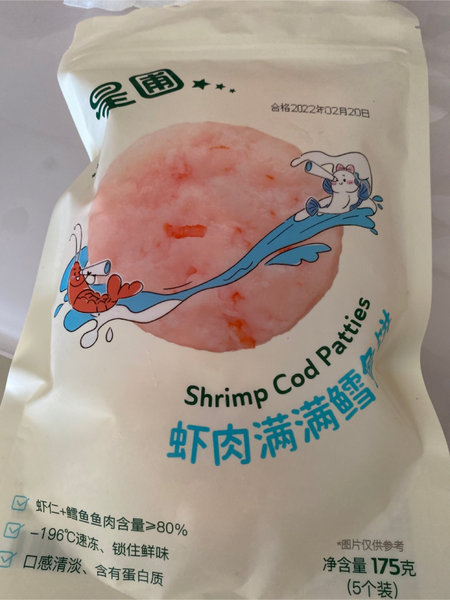 星圃
合格2022年02月20日
Shrimp Cod Patties
虾肉满满鳕鱼饼
虾仁+鳕鱼鱼肉含量≥80%
-196℃速冻、锁住鲜味
口感清淡、含有蛋白质
*图片仅供参考
净含量 175克
(5个装)